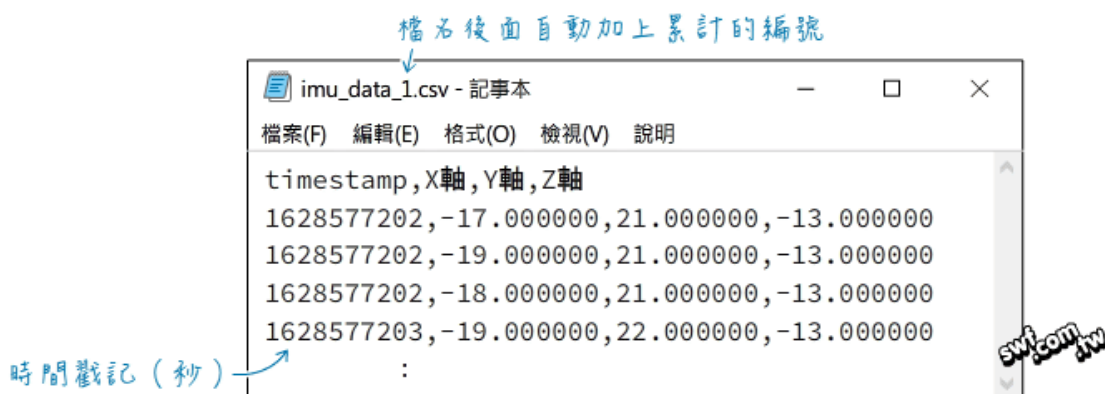 檔名後面自動加上累計的編號
imu_data_1.csv - 記事本
檔案(F) 編輯(E) 格式(O) 檢視(V) 說明
timestamp,X軸,Y軸,Z軸
1628577202,-17.000000,21.000000,-13.000000
1628577202,-19.000000,21.000000,-13.000000
1628577202,-18.000000,21.000000,-13.000000
1628577203,-19.000000,22.000000,-13.000000
時間戳記(秒)
:
swf.com.tw